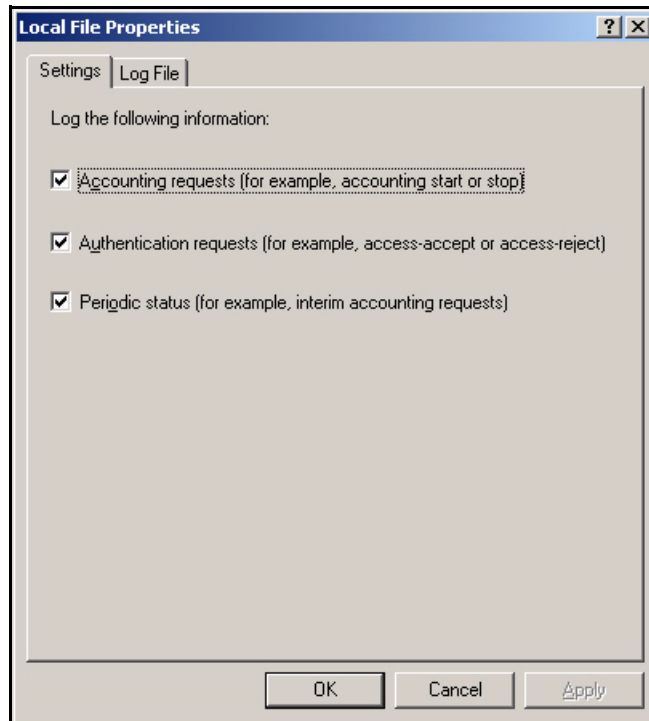 Local File Properties
Settings
Log File
Log the following information:
Accounting requests (for example, accounting start or stop)
Authentication requests (for example, access-accept or access-reject)
Periodic status (for example, interim accounting requests)
OK
Cancel
Apply